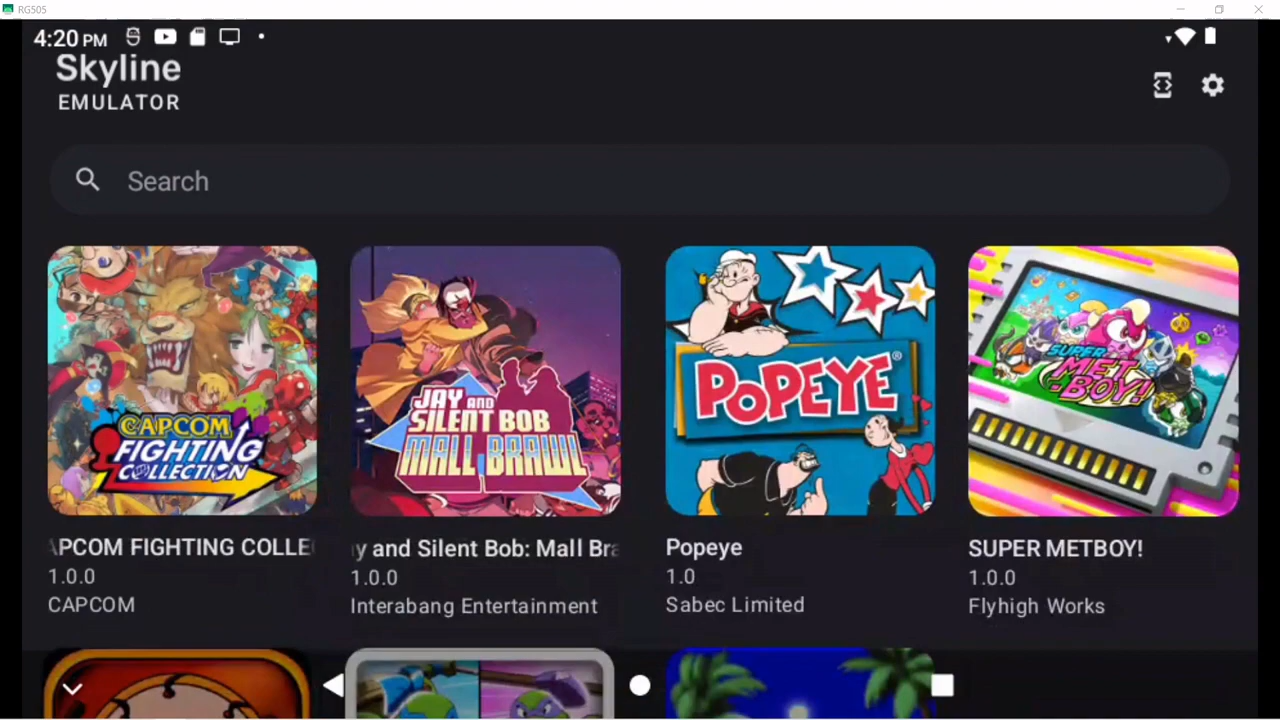 RG505
4:20 PM
Skyline
EMULATOR
Search
CAPCOM
FIGHTING
COLLECTION
JAY AND
SILENT BOB
MALL BRAWL
POPEYE®
SUPER
MET
BOY!
APCOM FIGHTING COLLE
1.0.0
CAPCOM
y and Silent Bob: Mall Bra
1.0.0
Interabang Entertainment
Popeye
1.0
Sabec Limited
SUPER METBOY!
1.0.0
Flyhigh Works